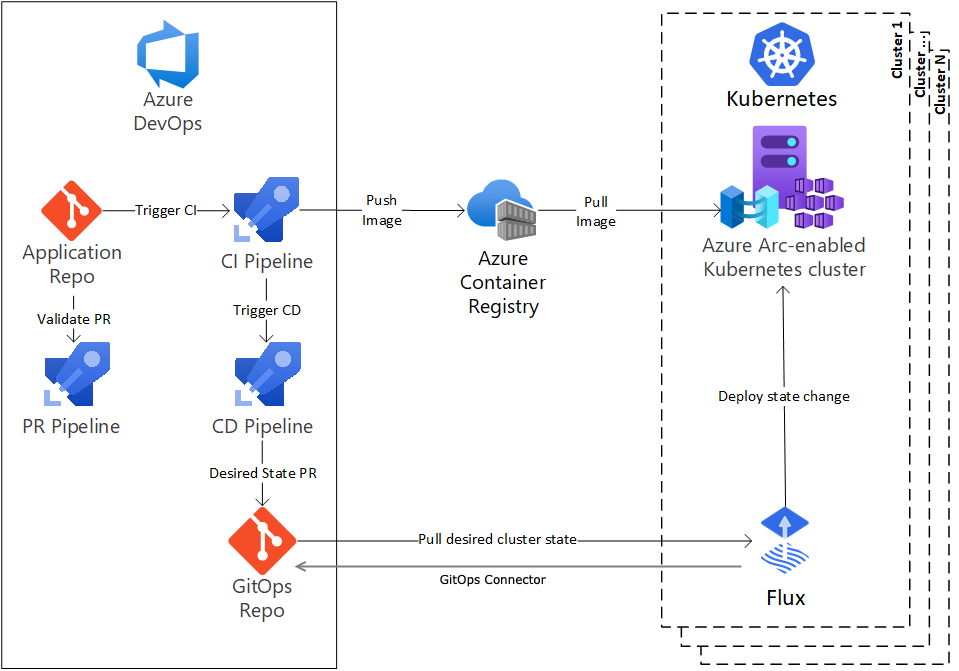 Azure
DevOps
Kubernetes
Cluster 1
Cluster ...
Cluster N
Trigger CI
Push
Image
Pull
Image
Application
Repo
CI Pipeline
Azure
Container
Registry
Azure Arc-enabled
Kubernetes cluster
Validate PR
Trigger CD
PR Pipeline
CD Pipeline
Deploy state change
Desired State PR
Pull desired cluster state
GitOps Connector
GitOps
Repo
Flux